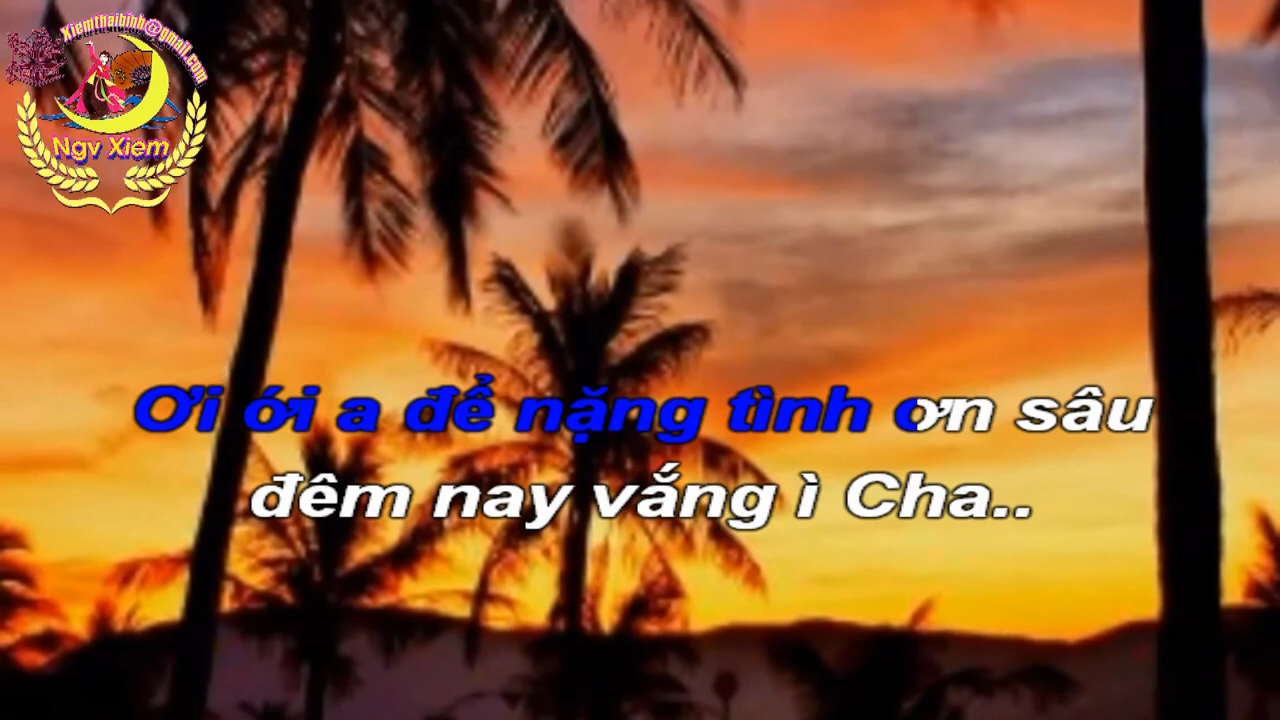 Xiemthaibinh@gmail.com
Ngv Xiem
Ơi ới a để nặng tình ơn sâu
đêm nay vắng ì Cha..